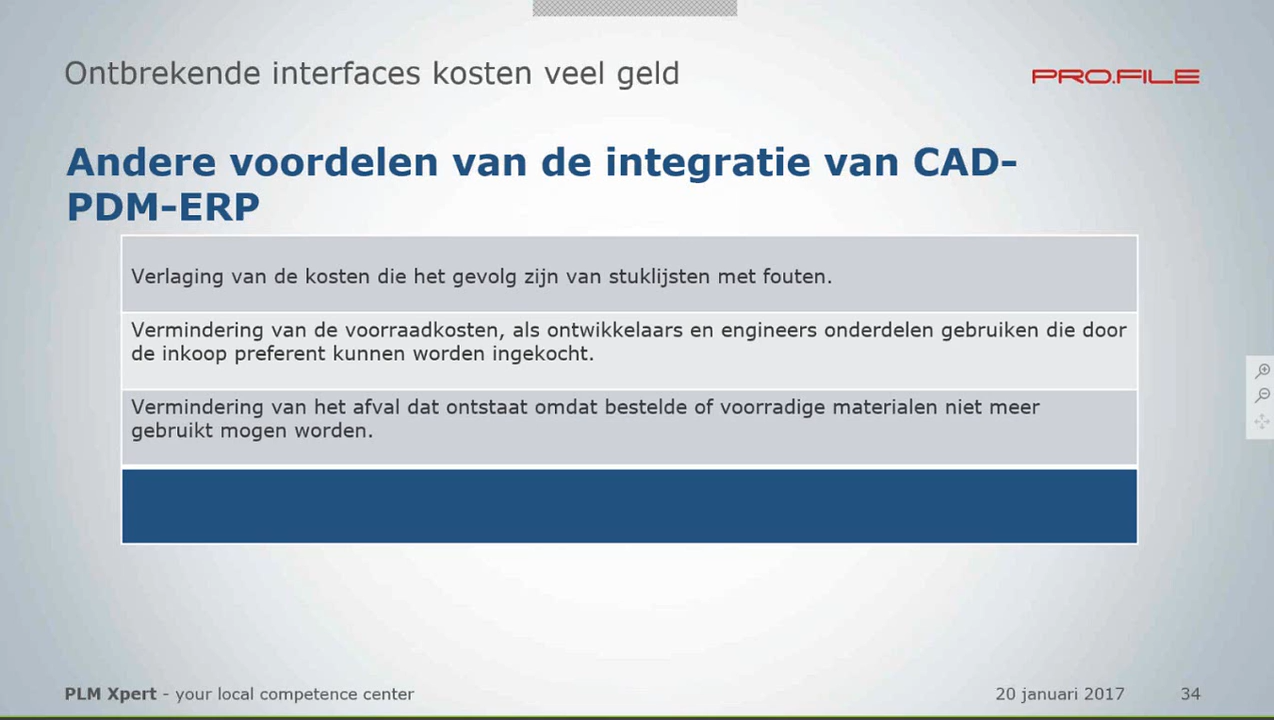 Ontbrekende interfaces kosten veel geld
PRO.FILE
Andere voordelen van de integratie van CAD-
PDM-ERP
Verlaging van de kosten die het gevolg zijn van stuklijsten met fouten.
Vermindering van de voorraadkosten, als ontwikkelaars en engineers onderdelen gebruiken die door
de inkoop preferent kunnen worden ingekocht.
Vermindering van het afval dat ontstaat omdat bestelde of voorradige materialen niet meer
gebruikt mogen worden.
PLM Xpert - your local competence center
20 januari 2017
34